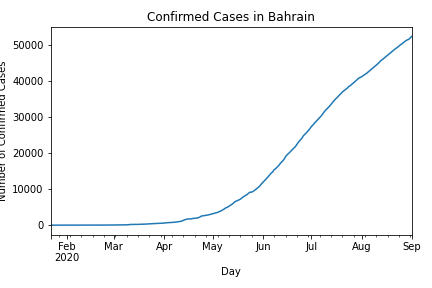 Confirmed Cases in Bahrain
Number of Confirmed Cases
50000
40000
30000
20000
10000
0
Feb Mar Apr May Jun Jul Aug Sep
2020
Day